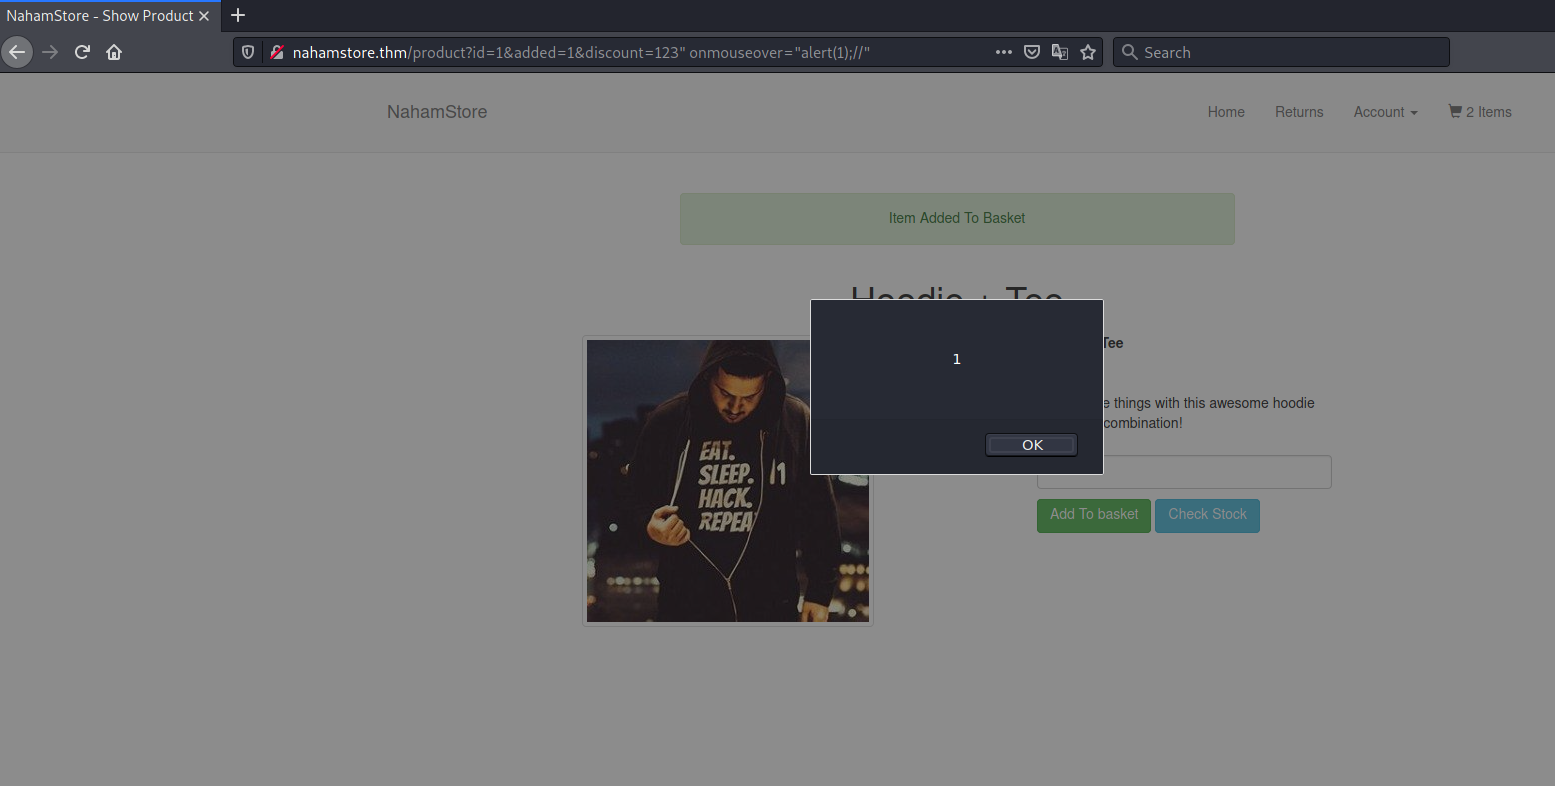 NahamStore - Show Product
nahamstore.thm/product?id=1&added=1&discount=123" onmouseover="alert(1);//"
Search
NahamStore
Home
Returns
Account
2 Items
Item Added To Basket
Hoodie + Tee
1
OK
Tee
e things with this awesome hoodie
combination!
EAT.
SLEEP.
HACK.
REPEA
Add To basket
Check Stock